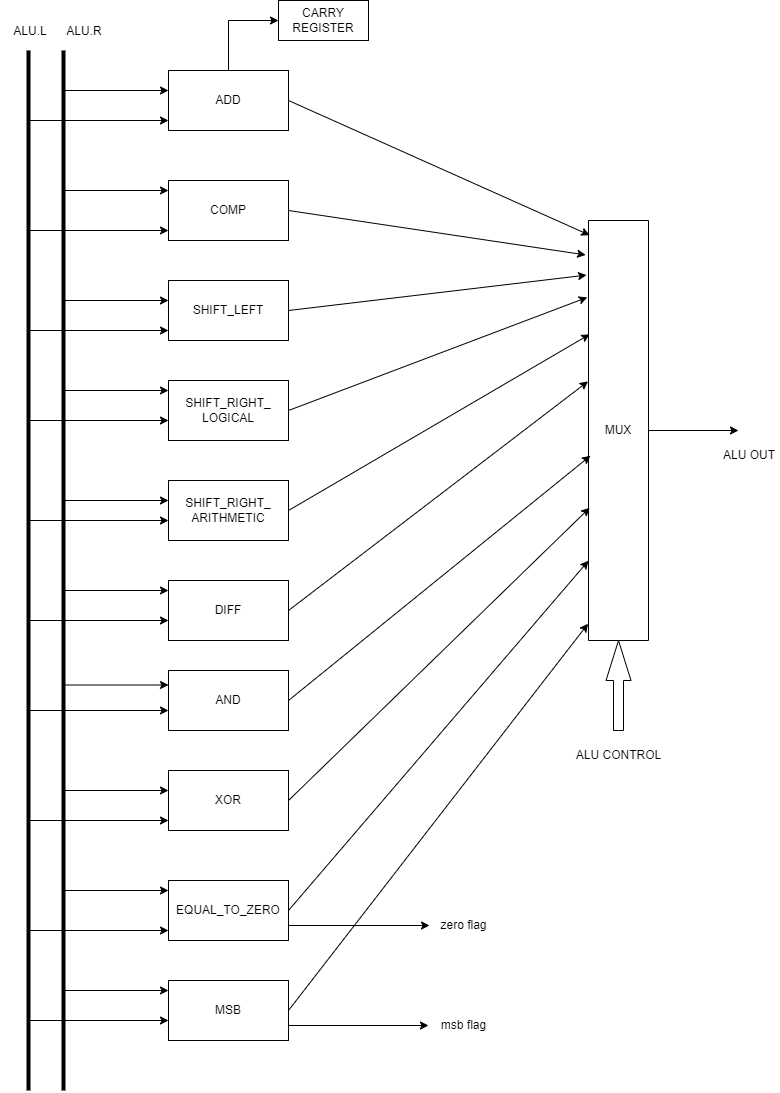 CARRY
REGISTER
ALU.L
ALU.R
ADD
COMP
SHIFT_LEFT
SHIFT_RIGHT_
LOGICAL
SHIFT_RIGHT_
ARITHMETIC
DIFF
AND
XOR
EQUAL_TO_ZERO
MSB
MUX
ALU OUT
ALU CONTROL
zero flag
msb flag